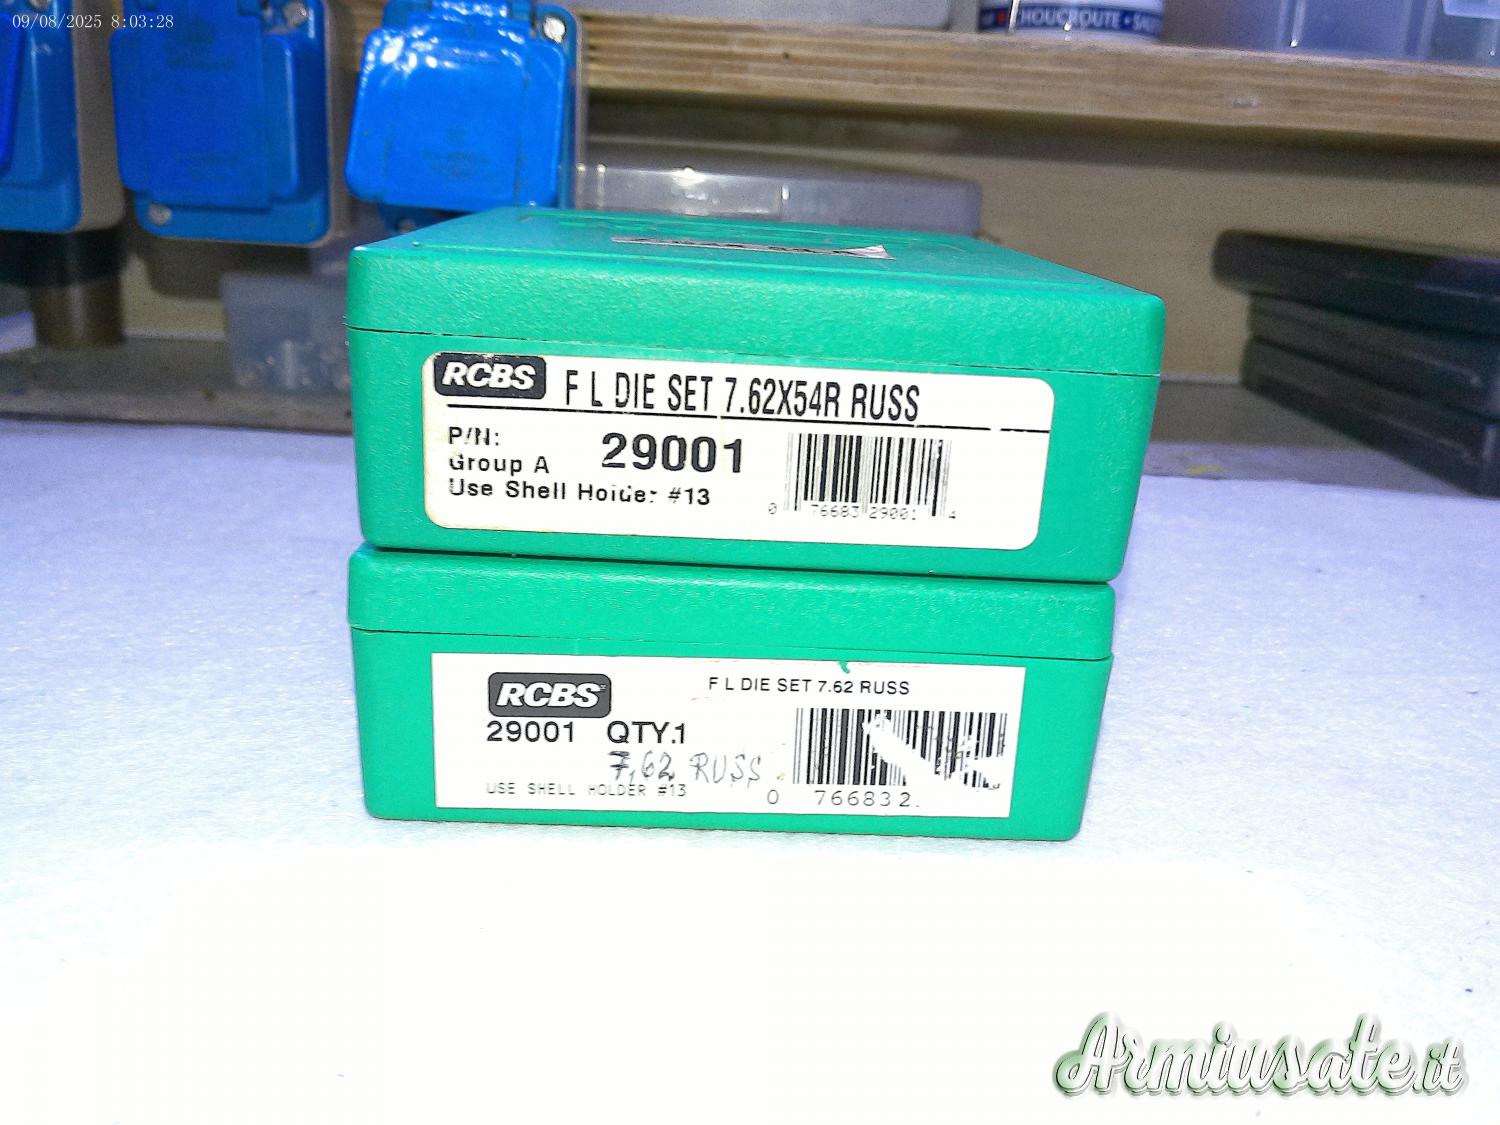 09/08/2025 8:03:28
CHOUCROUTE
RCBS F L DIE SET 7.62X54R RUSS
P/N: 29001
Group A
Use Shell Holder #13
0 76683 29001 4
RCBS
F L DIE SET 7.62 RUSS
29001 QTY.1
7,62 RUSS
USE SHELL HOLDER #13
0 766832
Armiusate.it